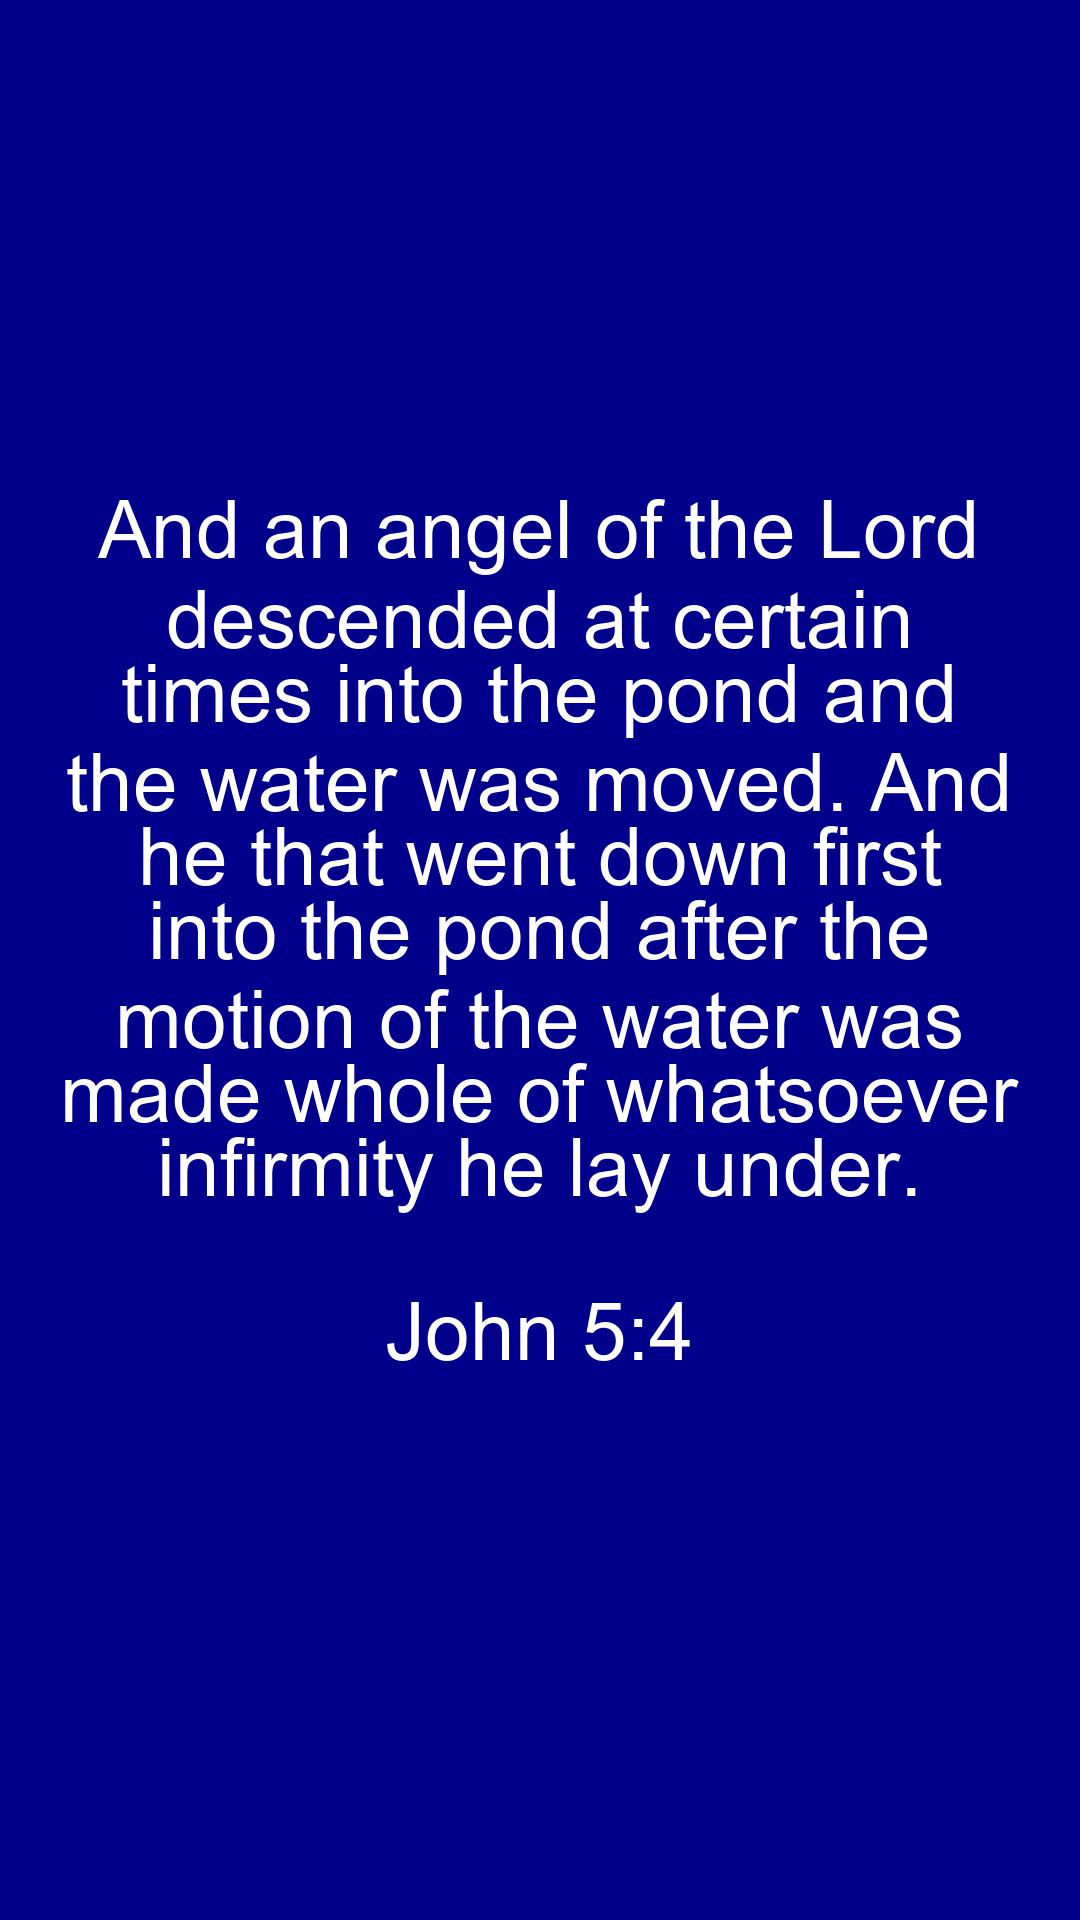 And an angel of the Lord
descended at certain
times into the pond and
the water was moved. And
he that went down first
into the pond after the
motion of the water was
made whole of whatsoever
infirmity he lay under.
John 5:4